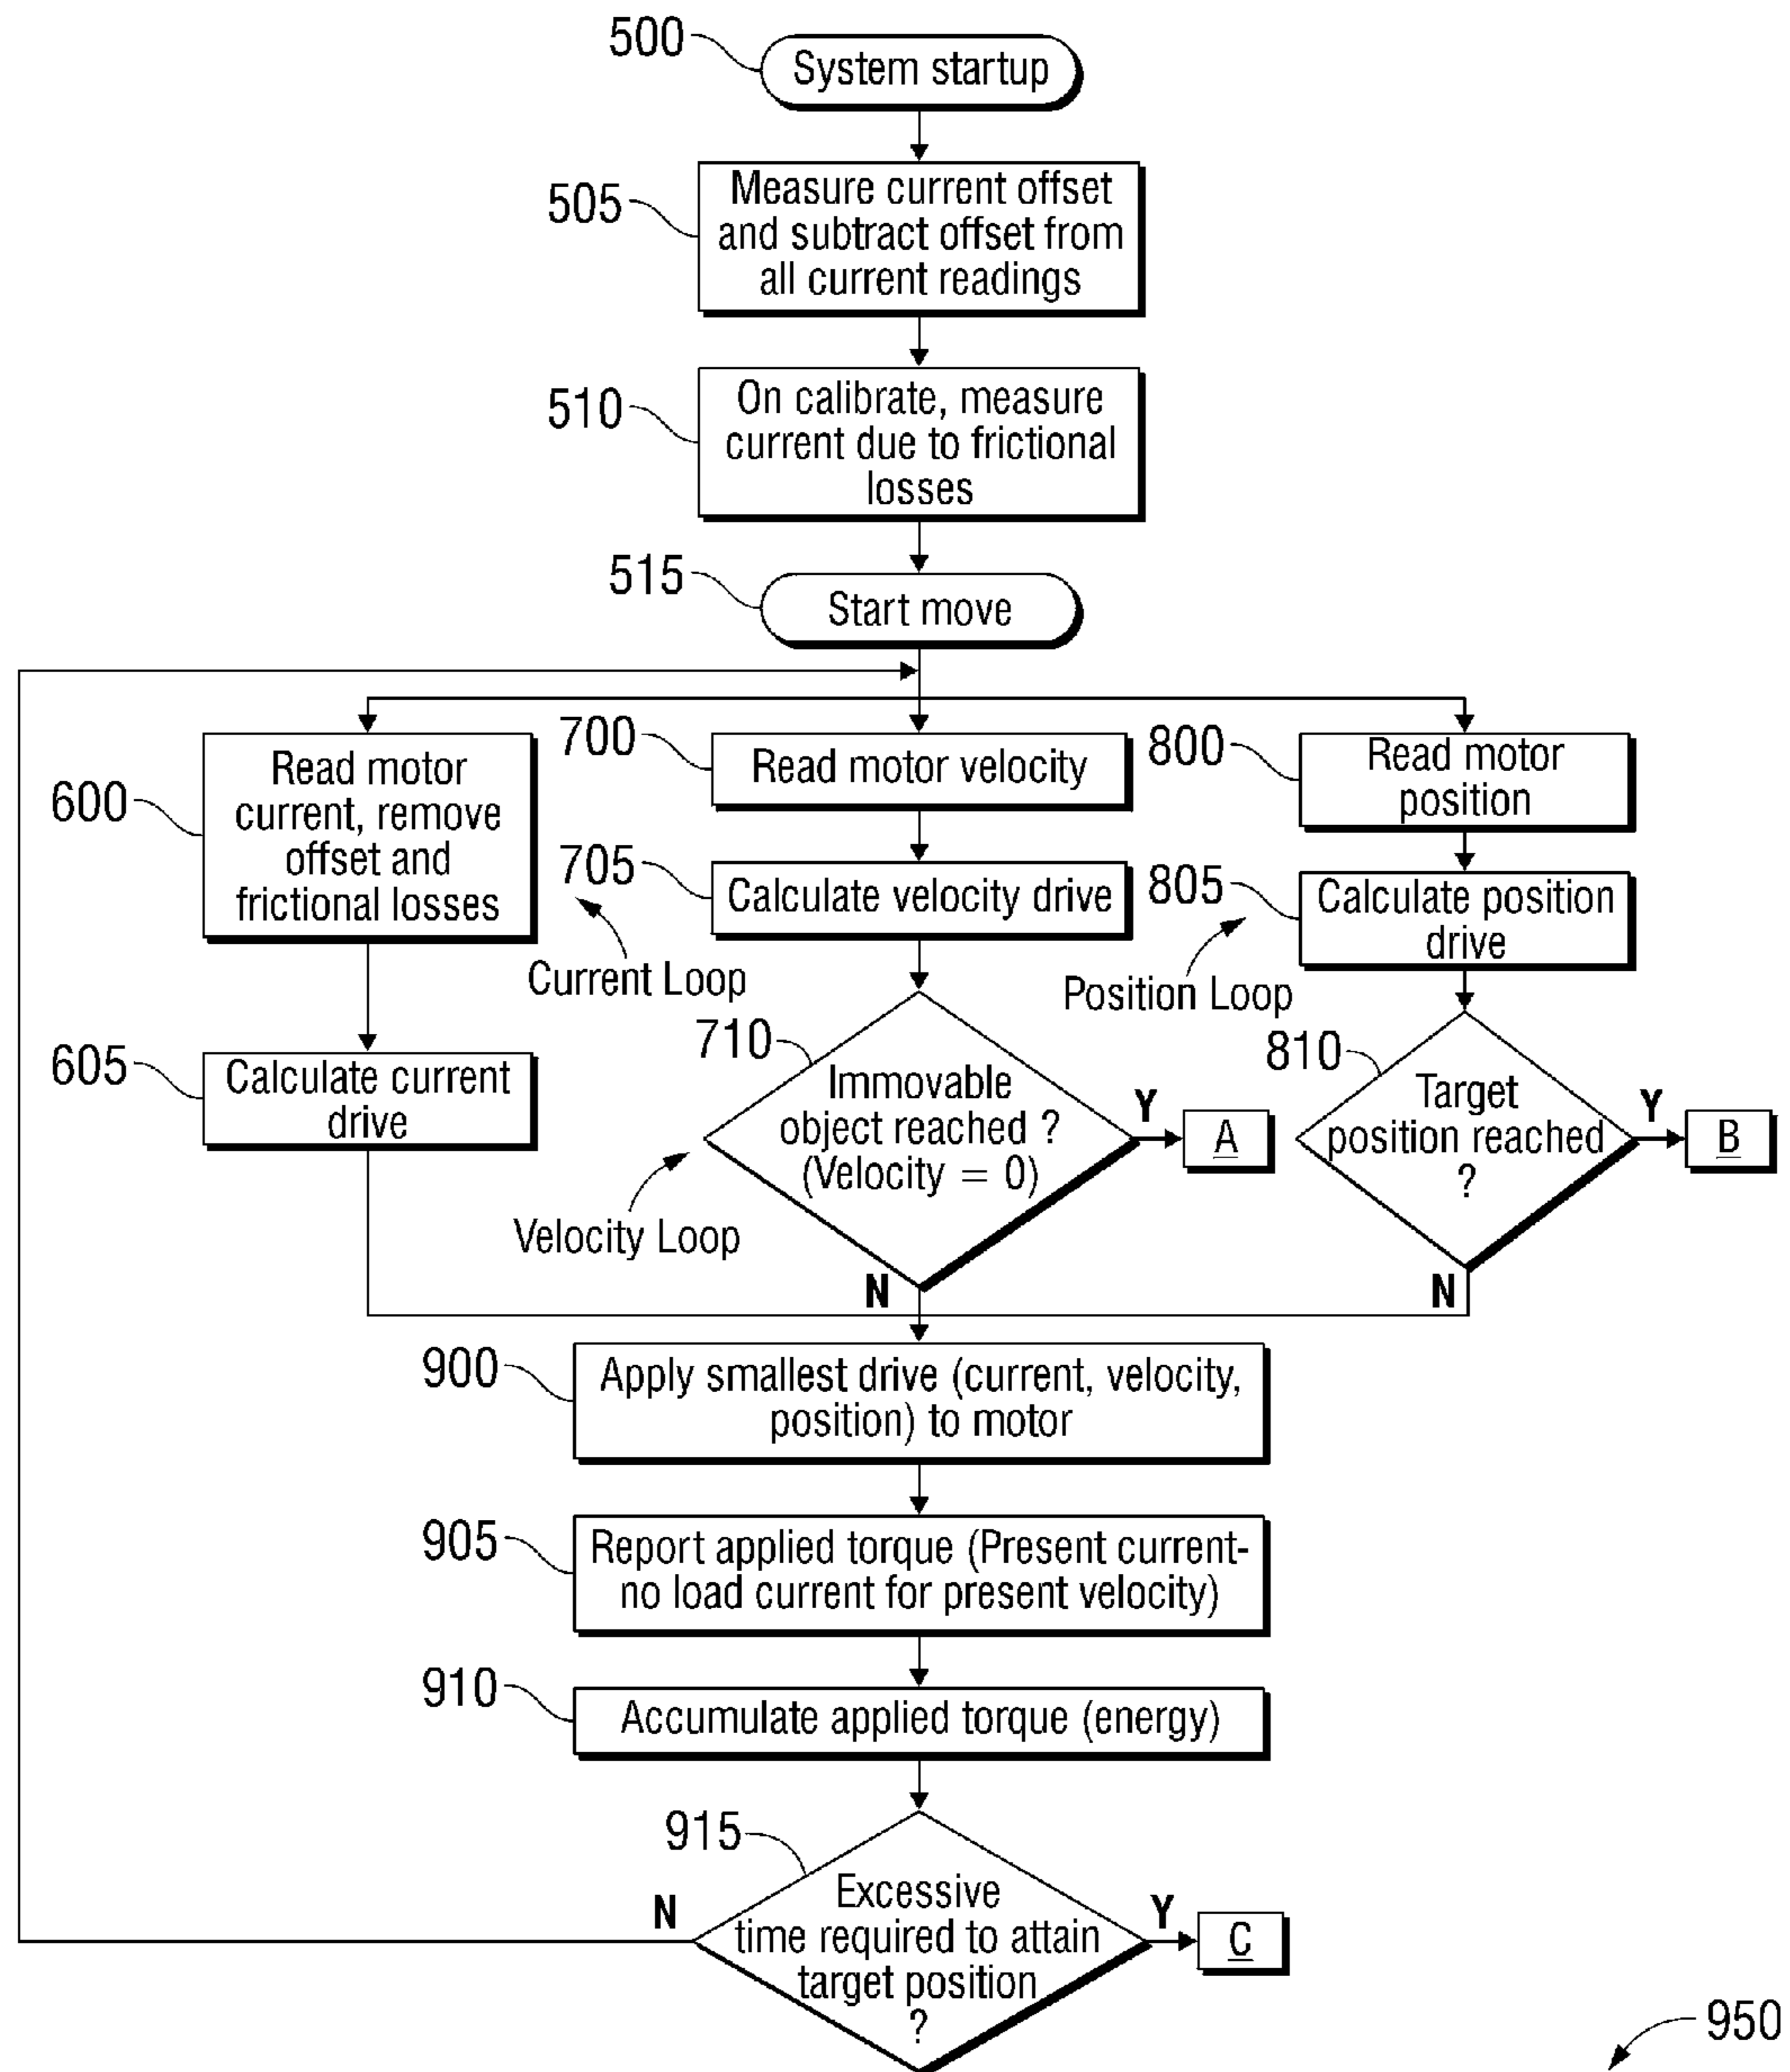 500
System startup
505
Measure current offset
and subtract offset from
all current readings
510
On calibrate, measure
current due to frictional
losses
515
Start move
600
Read motor
current, remove
offset and
frictional losses
605
Calculate current
drive
Current Loop
700
Read motor velocity
705
Calculate velocity drive
710
Immovable
object reached ?
(Velocity = 0)
Y
A
N
Velocity Loop
800
Read motor
position
805
Calculate position
drive
Position Loop
810
Target
position reached
?
Y
B
N
900
Apply smallest drive (current, velocity,
position) to motor
905
Report applied torque (Present current-
no load current for present velocity)
910
Accumulate applied torque (energy)
915
Excessive
time required to attain
target position
?
N
Y
C
950